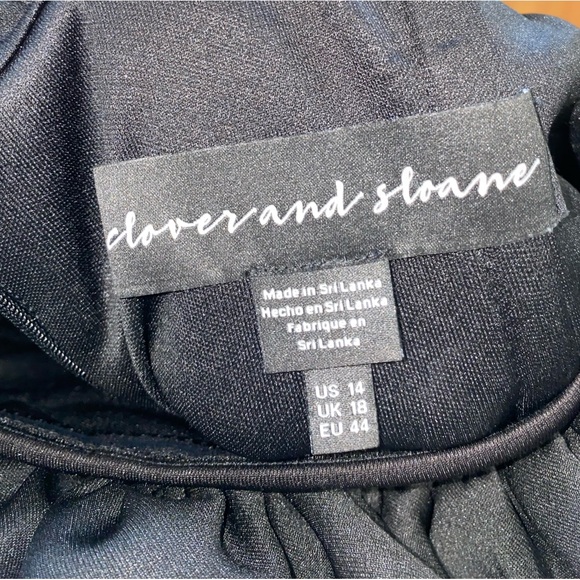 clover and sloane
Made in Sri Lanka
Hecho en Sri Lanka
Fabrique en
Sri Lanka
US 14
UK 18
EU 44